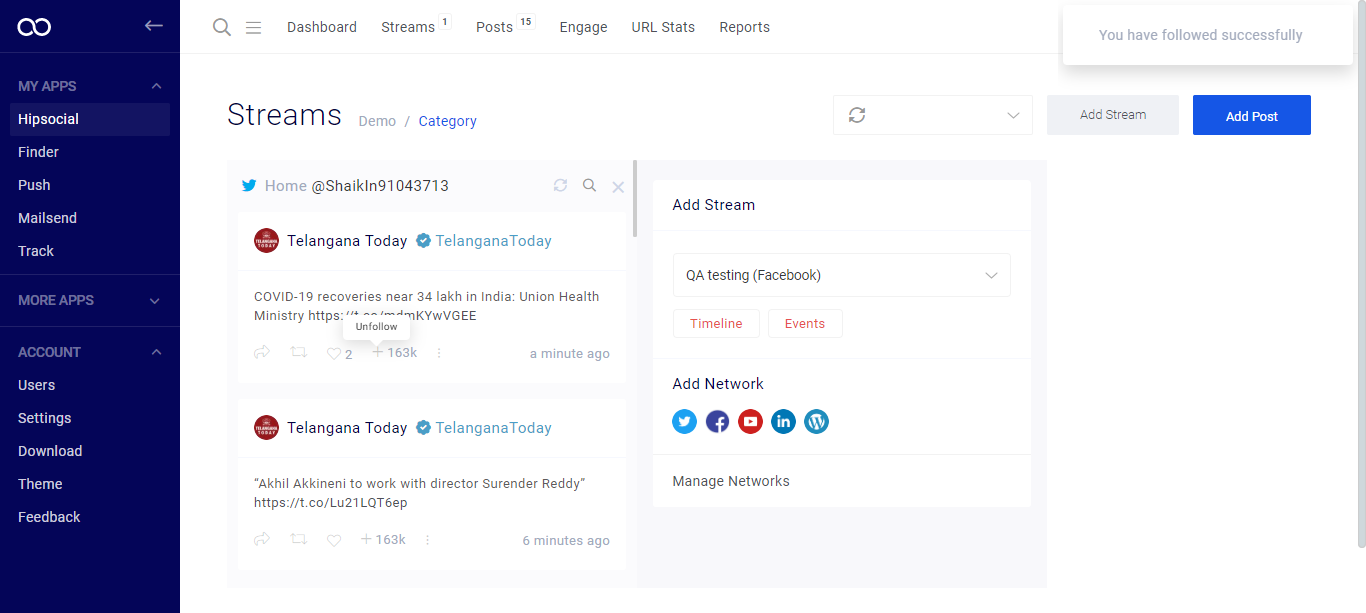 Dashboard Streams 1 Posts 15 Engage URL Stats Reports
You have followed successfully
MY APPS
Hipsocial
Finder
Push
Mailsend
Track
MORE APPS
ACCOUNT
Users
Settings
Download
Theme
Feedback
Streams Demo / Category
Add Stream
Add Post
Home @ShaikIn91043713
Telangana Today TelanganaToday
COVID-19 recoveries near 34 lakh in India: Union Health
Ministry
Unfollow
2 163k a minute ago
TELANGANA
TODAY
Telangana Today TelanganaToday
“Akhil Akkineni to work with director Surender Reddy”
https://t.co/Lu21LQT6ep
163k 6 minutes ago
Add Stream
QA testing (Facebook)
Timeline Events
Add Network
Manage Networks